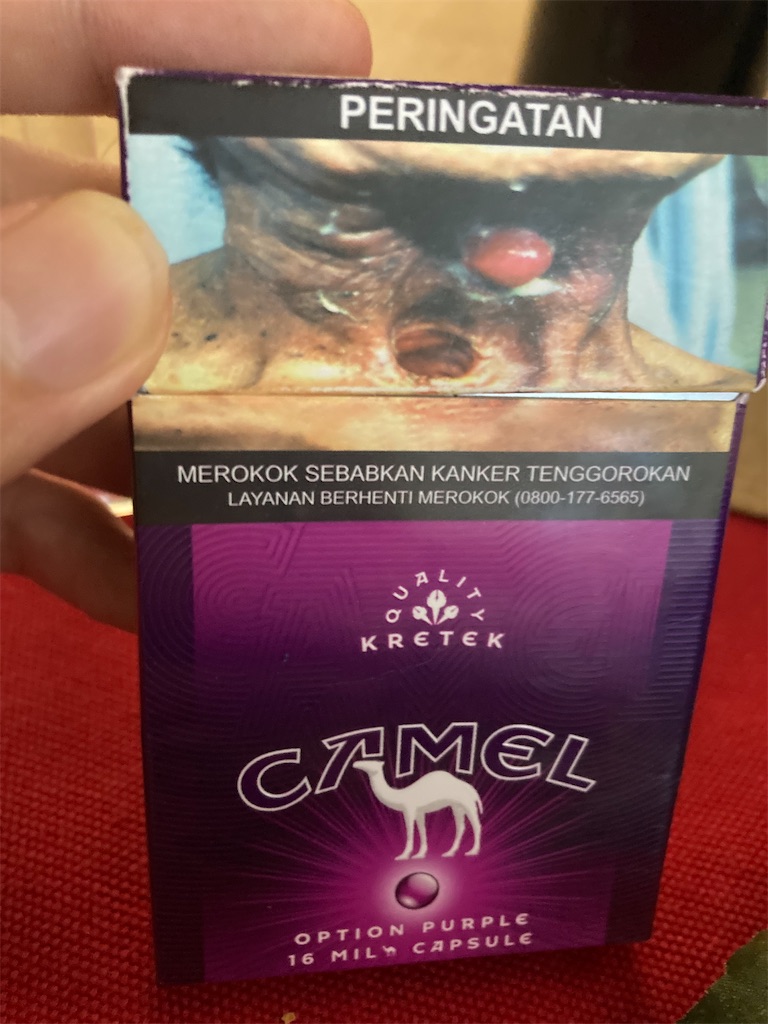 PERINGATAN
MEROKOK SEBABKAN KANKER TENGGOROKAN
LAYANAN BERHENTI MEROKOK (0800-177-6565)
QUALITY
KRETEK
CAMEL
OPTION PURPLE
16 MILD CAPSULE